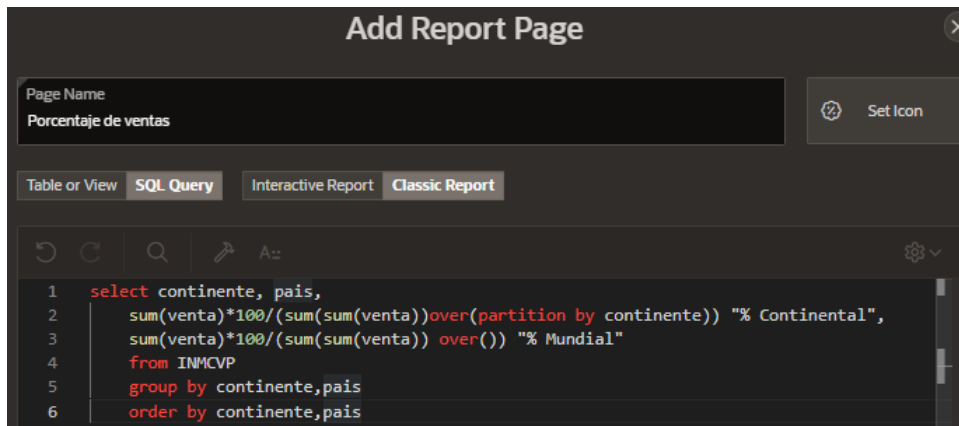 Add Report Page
Page Name
Porcentaje de ventas
Set Icon
Table or View SQL Query Interactive Report Classic Report
A::
1 select continente, pais,
2 sum(venta)*100/(sum(sum(venta))over(partition by continente)) "% Continental",
3 sum(venta)*100/(sum(sum(venta)) over()) "% Mundial"
4 from INMCVP
5 group by continente,pais
6 order by continente,pais